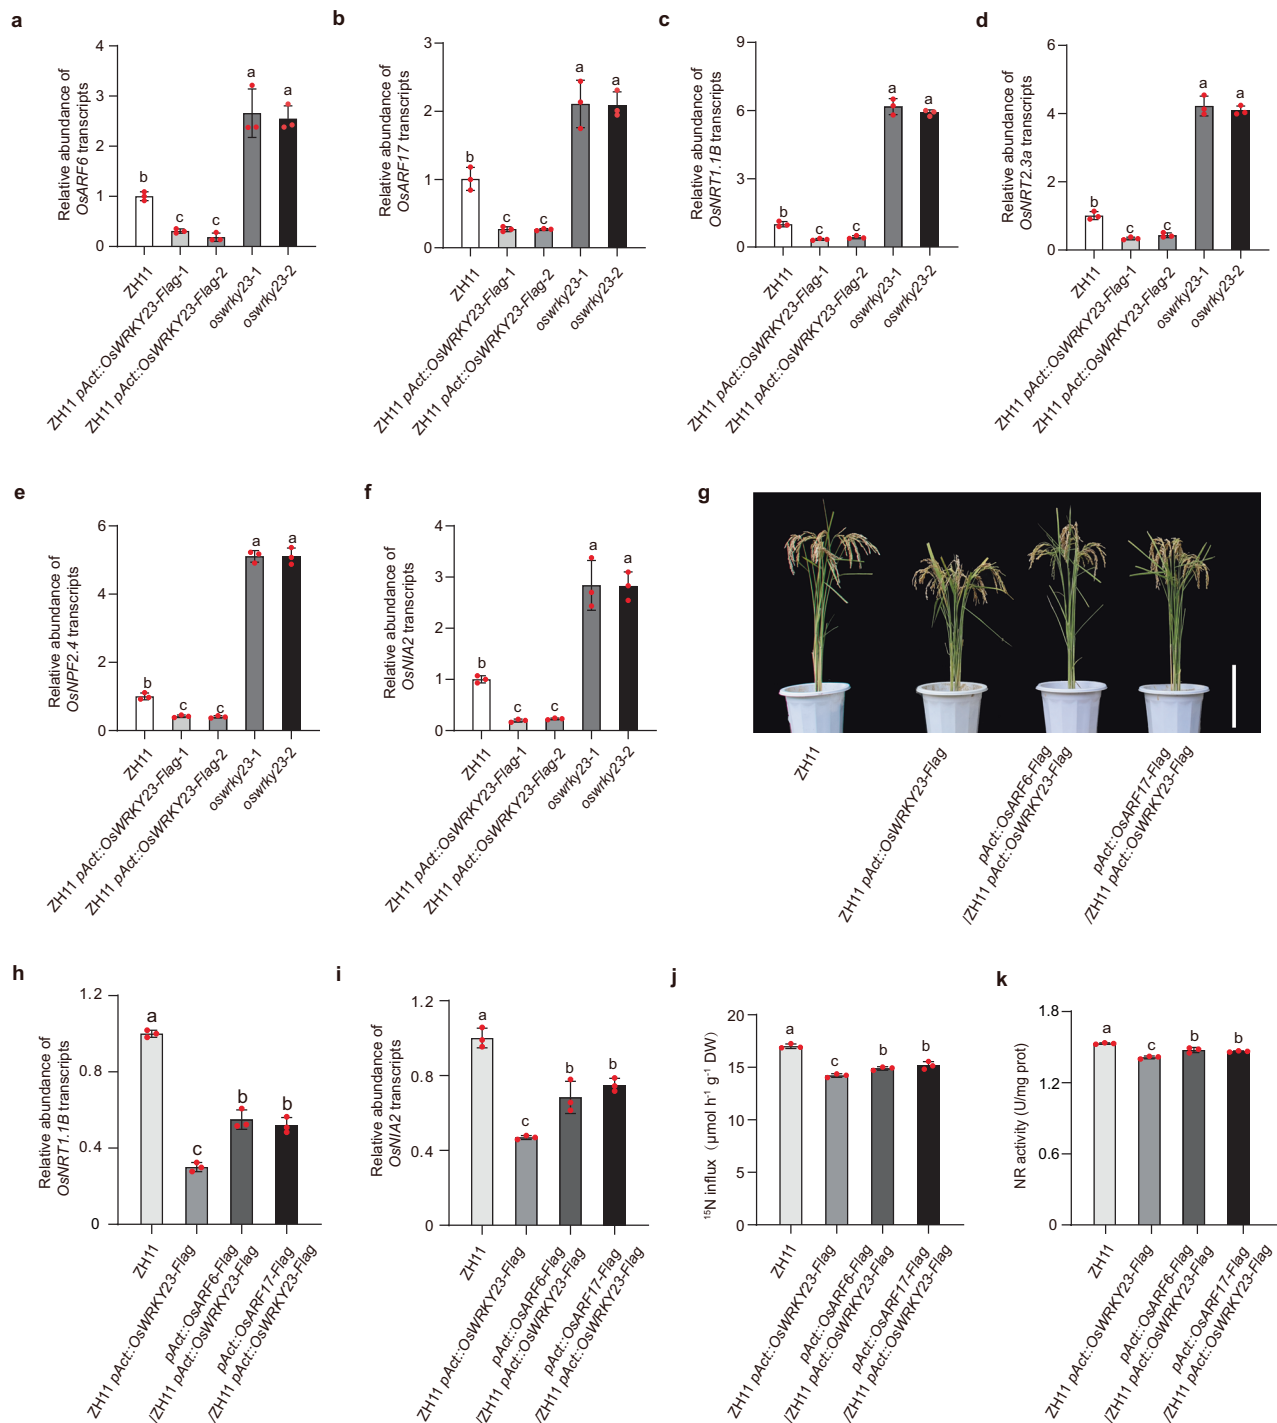 a
Relative abundance of
OsARF6 transcripts
4
3
2
1
0
b
c
c
a
a
ZH11
ZH11 pAct::OsWRKY23-Flag-1
ZH11 pAct::OsWRKY23-Flag-2
oswrky23-1
oswrky23-2
b
Relative abundance of
OsARF17 transcripts
3
2
1
0
b
c
c
a
a
ZH11
ZH11 pAct::OsWRKY23-Flag-1
ZH11 pAct::OsWRKY23-Flag-2
oswrky23-1
oswrky23-2
c
Relative abundance of
OsNRT1.1B transcripts
9
6
3
0
b
c
c
a
a
ZH11
ZH11 pAct::OsWRKY23-Flag-1
ZH11 pAct::OsWRKY23-Flag-2
oswrky23-1
oswrky23-2
d
Relative abundance of
OsNRT2.3a transcripts
6
4
2
0
b
c
c
a
a
ZH11
ZH11 pAct::OsWRKY23-Flag-1
ZH11 pAct::OsWRKY23-Flag-2
oswrky23-1
oswrky23-2
e
Relative abundance of
OsNPF2.4 transcripts
6
4
2
0
b
c
c
a
a
ZH11
ZH11 pAct::OsWRKY23-Flag-1
ZH11 pAct::OsWRKY23-Flag-2
oswrky23-1
oswrky23-2
f
Relative abundance of
OsNIA2 transcripts
4
3
2
1
0
b
c
c
a
a
ZH11
ZH11 pAct::OsWRKY23-Flag-1
ZH11 pAct::OsWRKY23-Flag-2
oswrky23-1
oswrky23-2
g
ZH11
ZH11 pAct::OsWRKY23-Flag
pAct::OsARF6-Flag
/ZH11 pAct::OsWRKY23-Flag
pAct::OsARF17-Flag
/ZH11 pAct::OsWRKY23-Flag
h
Relative abundance of
OsNRT1.1B transcripts
1.2
0.8
0.4
0
a
c
b
b
ZH11
ZH11 pAct::OsWRKY23-Flag
pAct::OsARF6-Flag
/ZH11 pAct::OsWRKY23-Flag
pAct::OsARF17-Flag
/ZH11 pAct::OsWRKY23-Flag
i
Relative abundance of
OsNIA2 transcripts
1.2
0.8
0.4
0
a
c
b
b
ZH11
ZH11 pAct::OsWRKY23-Flag
pAct::OsARF6-Flag
/ZH11 pAct::OsWRKY23-Flag
pAct::OsARF17-Flag
/ZH11 pAct::OsWRKY23-Flag
j
¹⁵N influx (μmol h⁻¹ g⁻¹ DW)
20
15
10
5
0
a
c
b
b
ZH11
ZH11 pAct::OsWRKY23-Flag
pAct::OsARF6-Flag
/ZH11 pAct::OsWRKY23-Flag
pAct::OsARF17-Flag
/ZH11 pAct::OsWRKY23-Flag
k
NR activity (U/mg prot)
1.8
1.2
0.6
0
a
c
b
b
ZH11
ZH11 pAct::OsWRKY23-Flag
pAct::OsARF6-Flag
/ZH11 pAct::OsWRKY23-Flag
pAct::OsARF17-Flag
/ZH11 pAct::OsWRKY23-Flag